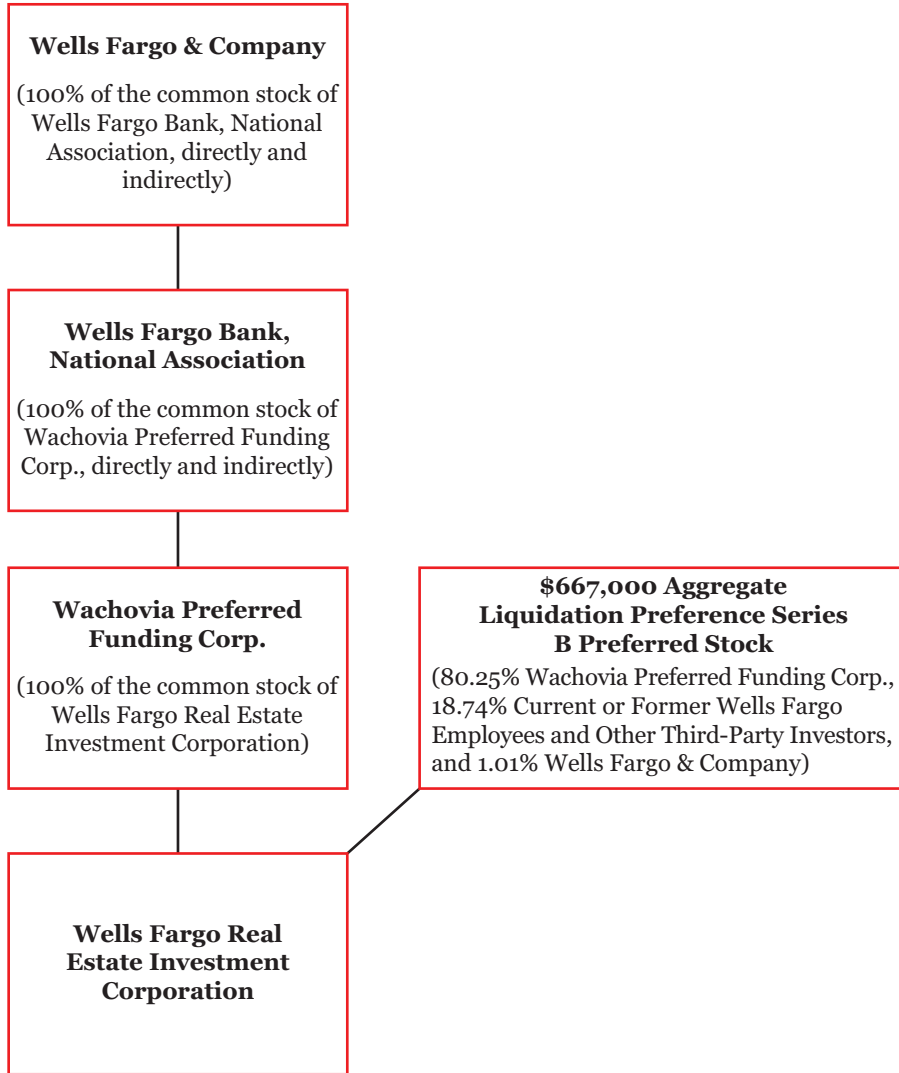 Wells Fargo & Company
(100% of the common stock of
Wells Fargo Bank, National
Association, directly and
indirectly)
Wells Fargo Bank,
National Association
(100% of the common stock of
Wachovia Preferred Funding
Corp., directly and indirectly)
Wachovia Preferred
Funding Corp.
(100% of the common stock of
Wells Fargo Real Estate
Investment Corporation)
$667,000 Aggregate
Liquidation Preference Series
B Preferred Stock
(80.25% Wachovia Preferred Funding Corp.,
18.74% Current or Former Wells Fargo
Employees and Other Third-Party Investors,
and 1.01% Wells Fargo & Company)
Wells Fargo Real
Estate Investment
Corporation